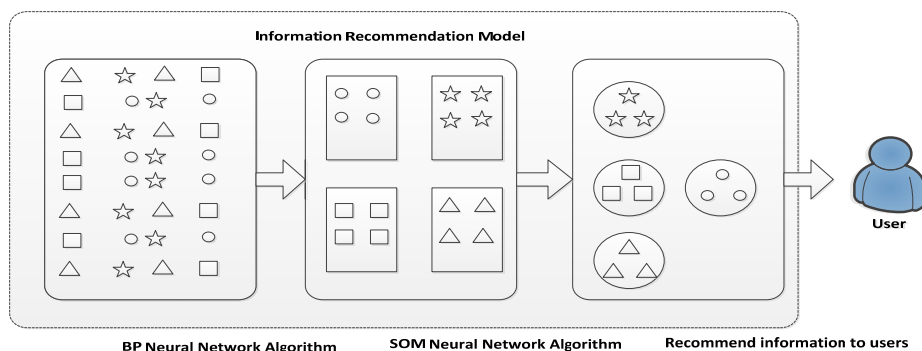 Information Recommendation Model
User
BP Neural Network Algorithm
SOM Neural Network Algorithm
Recommend information to users